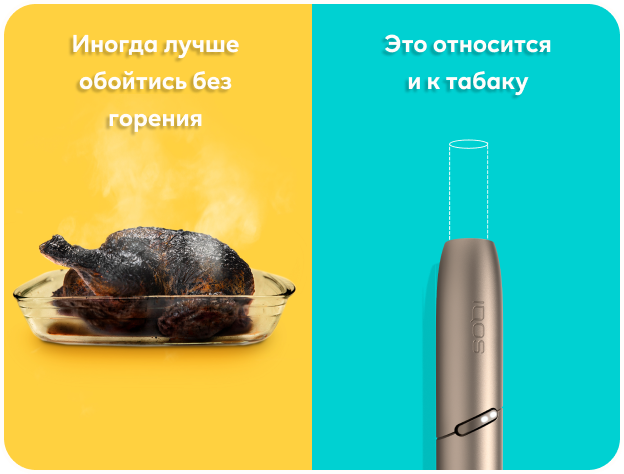 Иногда лучше
обойтись без
горения
Это относится
и к табаку
IQOS